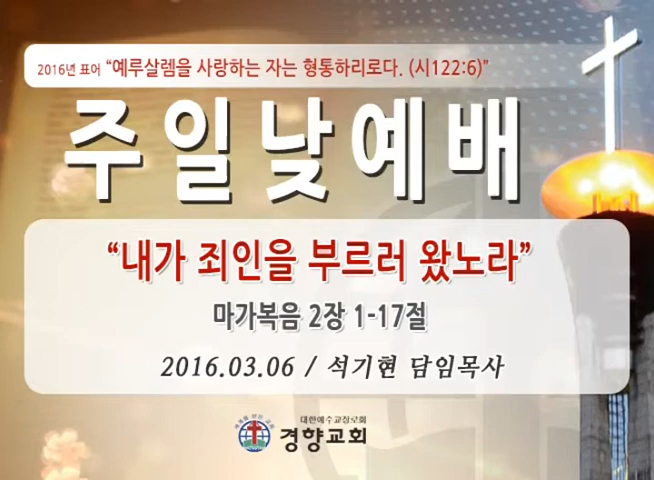 2016년 표어 “예루살렘을 사랑하는 자는 형통하리로다. (시122:6)”
주일낮예배
“내가 죄인을 부르러 왔노라”
마가복음 2장 1-17절
2016.03.06 / 석기현 담임목사
대한예수교장로회
경향교회